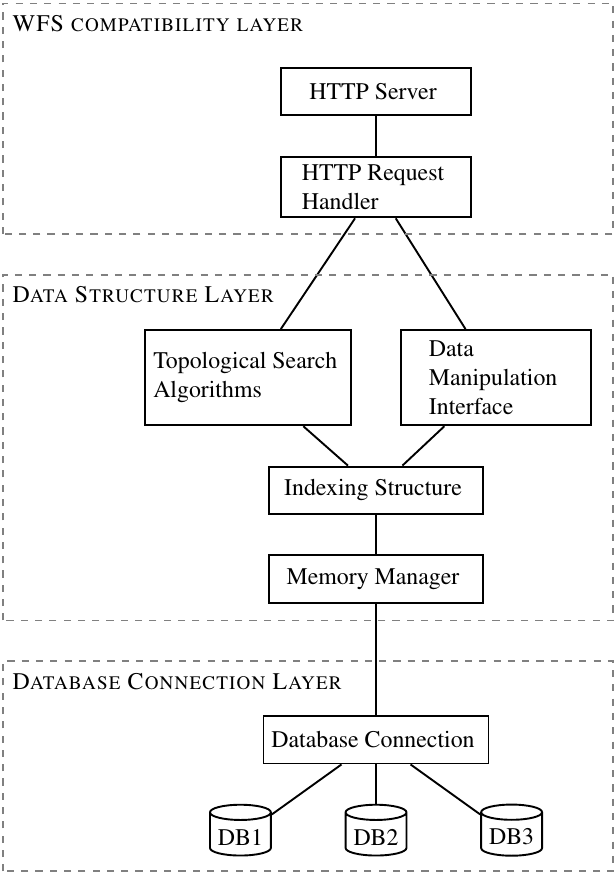 WFS COMPATIBILITY LAYER
HTTP Server
HTTP Request
Handler
DATA STRUCTURE LAYER
Topological Search
Algorithms
Data
Manipulation
Interface
Indexing Structure
Memory Manager
DATABASE CONNECTION LAYER
Database Connection
DB1
DB2
DB3